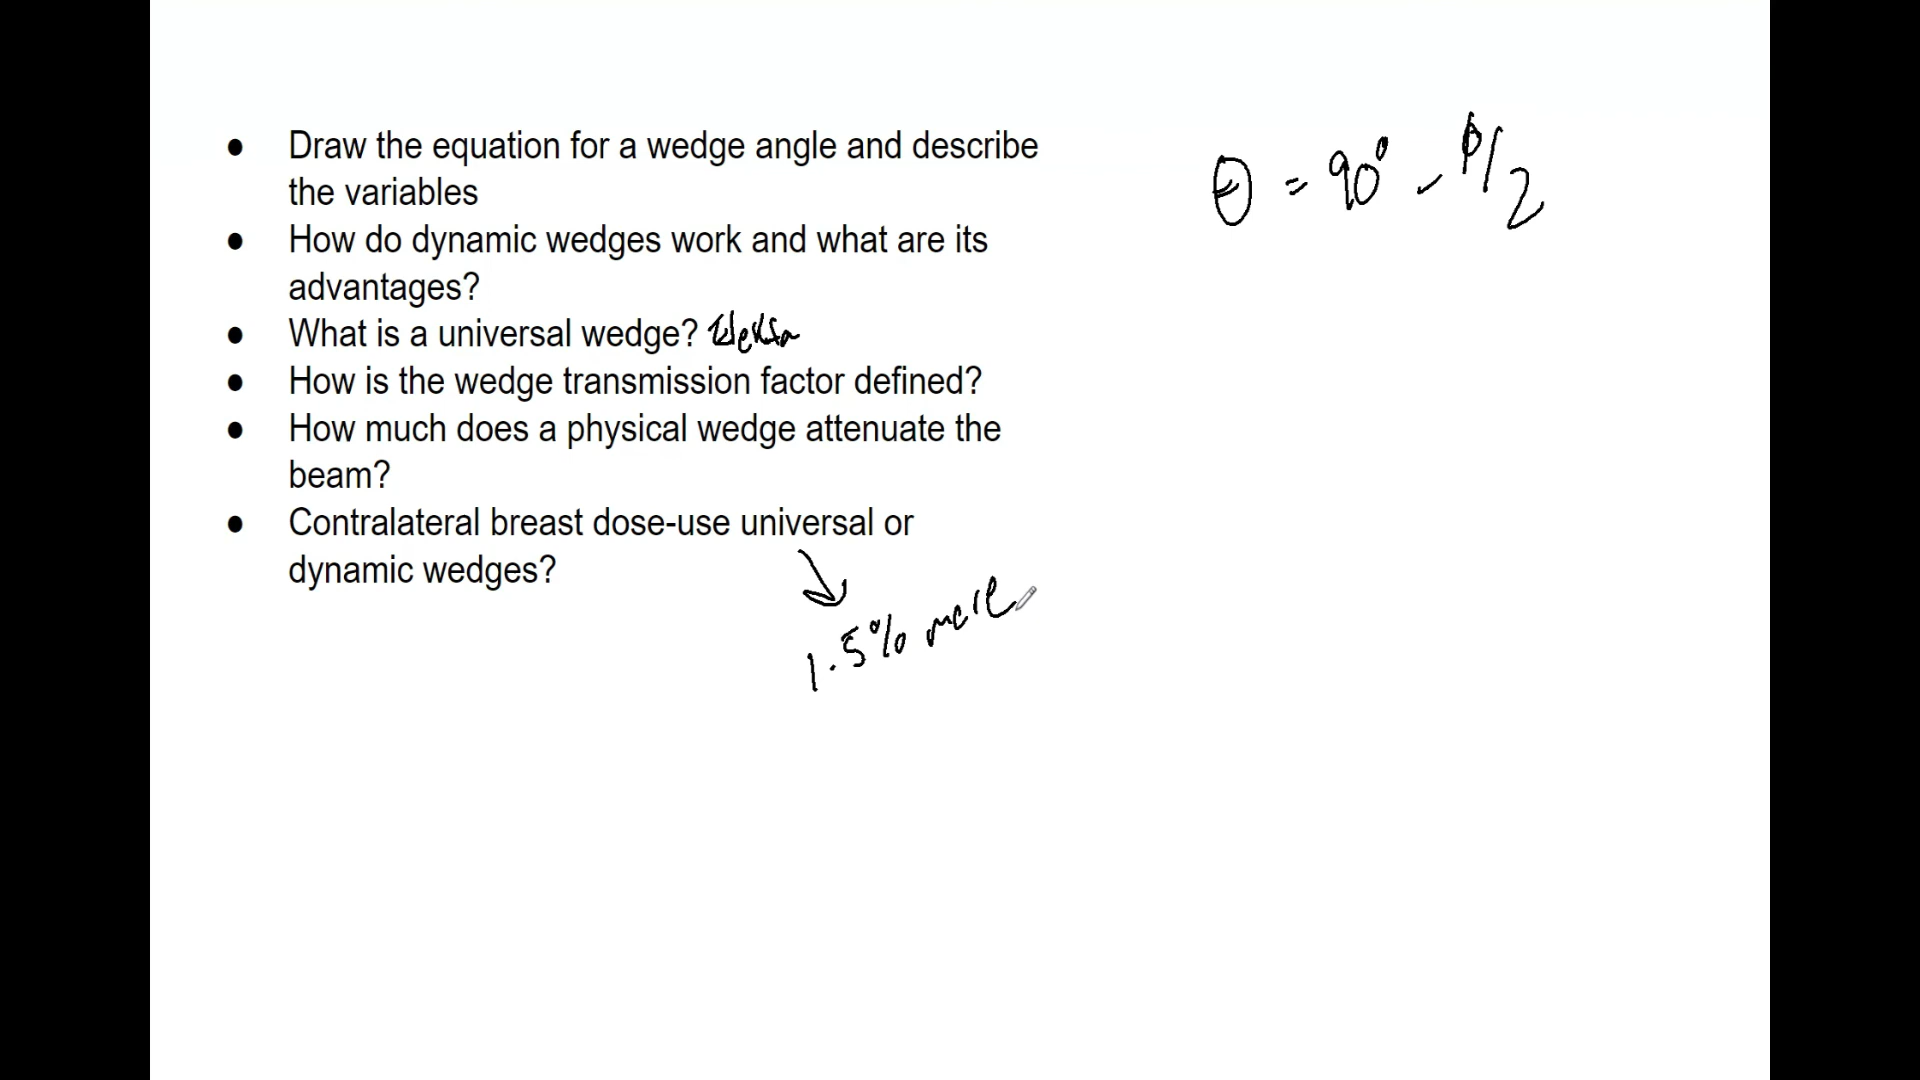 ● Draw the equation for a wedge angle and describe
the variables
● How do dynamic wedges work and what are its
advantages?
● What is a universal wedge? Elekta
● How is the wedge transmission factor defined?
● How much does a physical wedge attenuate the
beam?
● Contralateral breast dose-use universal or
dynamic wedges?
1.5% more
θ = 90° - φ/2